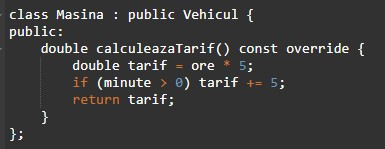 class Masina : public Vehicul {
public:
    double calculeazaTarif() const override {
        double tarif = ore * 5;
        if (minute > 0) tarif += 5;
        return tarif;
    }
};